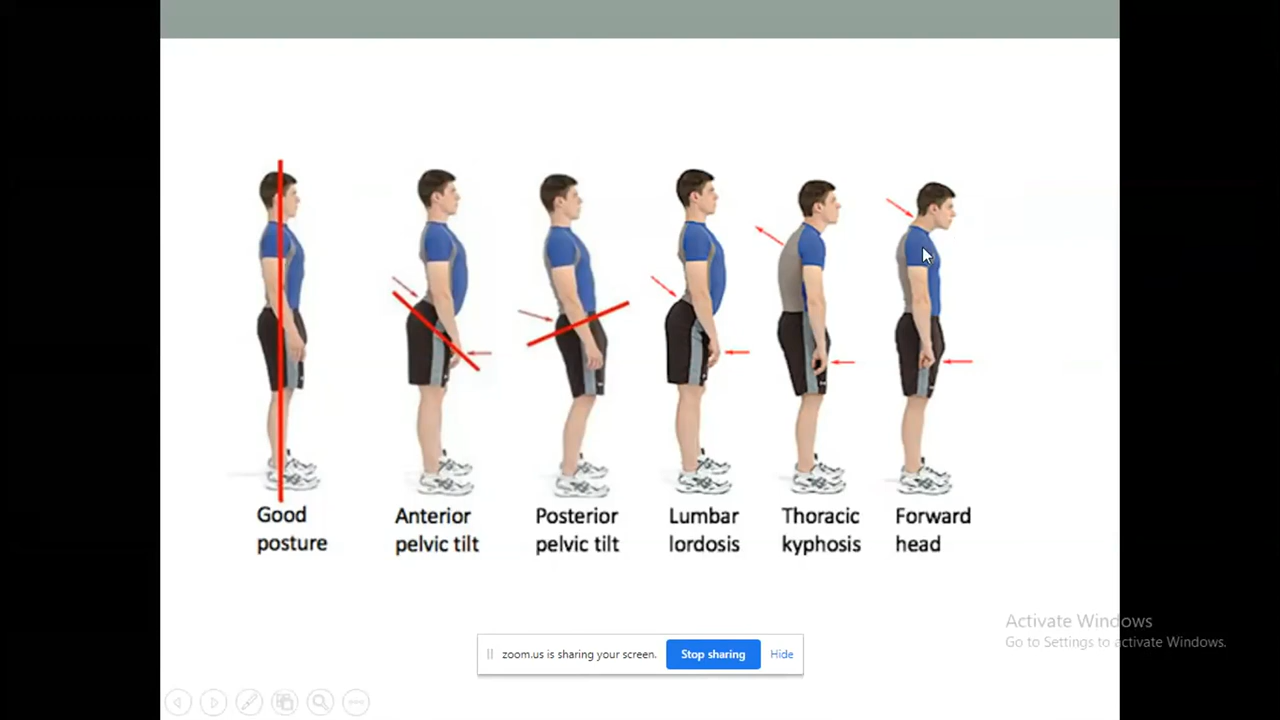 Good
posture
Anterior
pelvic tilt
Posterior
pelvic tilt
Lumbar
lordosis
Thoracic
kyphosis
Forward
head
zoom.us is sharing your screen.
Stop sharing
Hide
Activate Windows
Go to Settings to activate Windows.